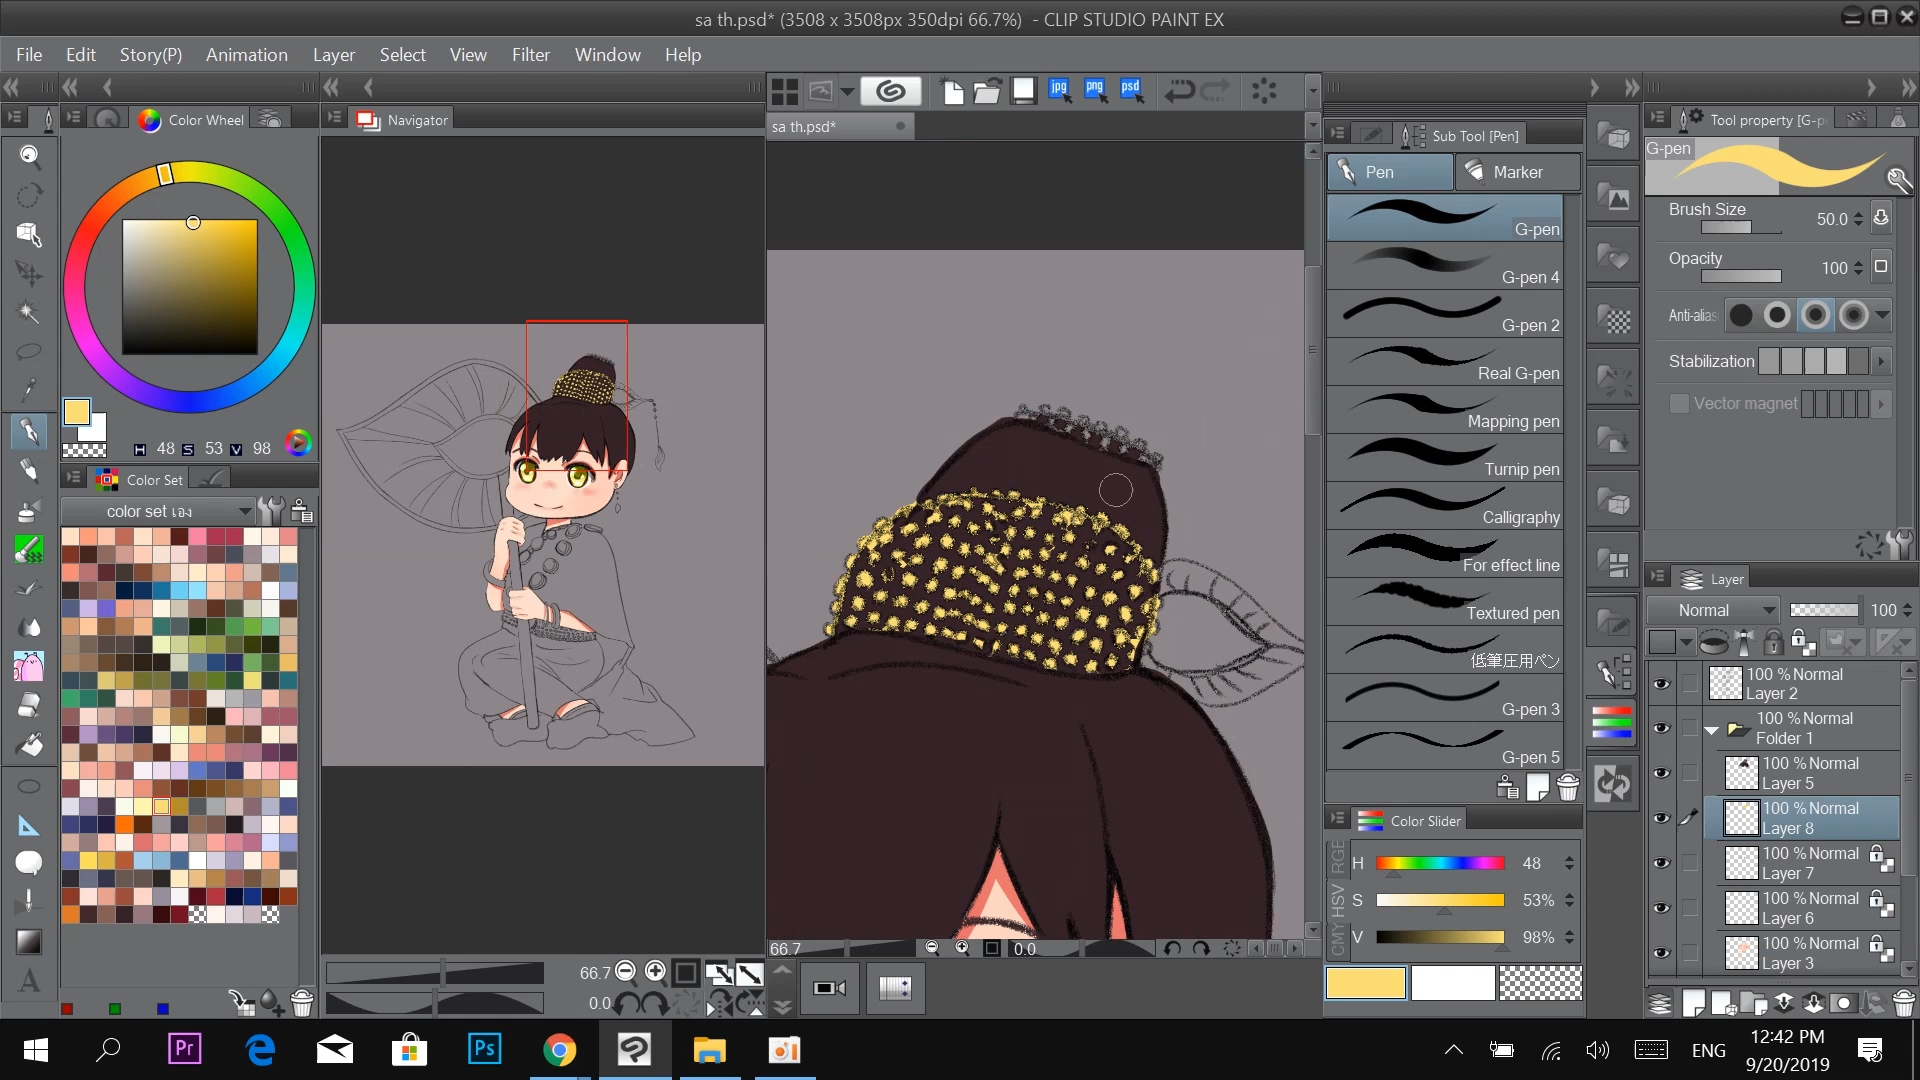 sa th.psd* (3508 x 3508px 350dpi 66.7%) - CLIP STUDIO PAINT EX
File Edit Story(P) Animation Layer Select View Filter Window Help
Color Wheel
Navigator
jpg png psd
sa th.psd*
Sub Tool [Pen]
Tool property [G-p
Pen
Marker
G-pen
G-pen
G-pen 4
G-pen 2
Real G-pen
Mapping pen
Turnip pen
Calligraphy
For effect line
Textured pen
低筆圧用ペン
G-pen 3
G-pen 5
Brush Size 50.0
Opacity 100
Anti-alias
Stabilization
Vector magnet
H 48 S 53 V 98
Color Set
color set เอง
Layer
Normal 100
100 % Normal
Layer 2
100 % Normal
Folder 1
100 % Normal
Layer 5
100 % Normal
Layer 8
100 % Normal
Layer 7
100 % Normal
Layer 6
100 % Normal
Layer 3
Color Slider
RGB
HSV
CMY
H 48
S 53%
V 98%
66.7
0.0
66.7 0.0
Pr
Ps
ENG
12:42 PM
9/20/2019